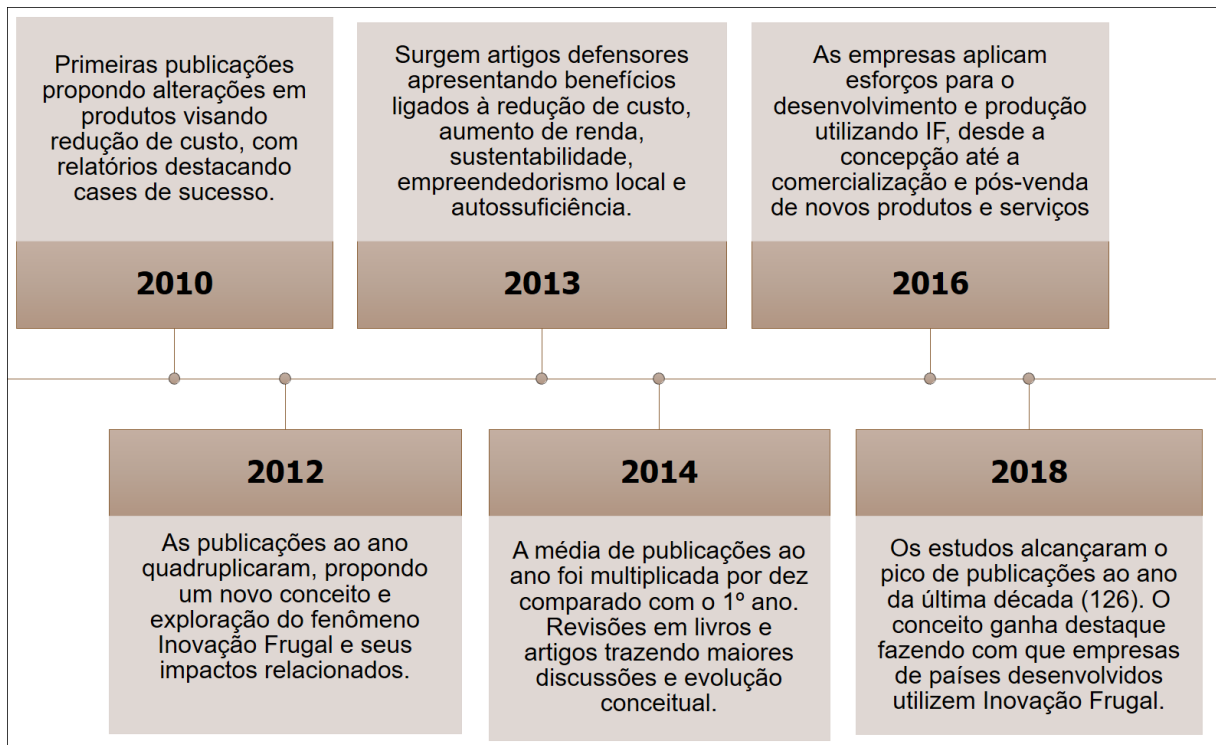 Primeiras publicações
propondo alterações em
produtos visando
redução de custo, com
relatórios destacando
cases de sucesso.
2010
Surgem artigos defensores
apresentando benefícios
ligados à redução de custo,
aumento de renda,
sustentabilidade,
empreendedorismo local e
autossuficiência.
2013
As empresas aplicam
esforços para o
desenvolvimento e produção
utilizando IF, desde a
concepção até a
comercialização e pós-venda
de novos produtos e serviços
2016
2012
As publicações ao ano
quadruplicaram, propondo
um novo conceito e
exploração do fenômeno
Inovação Frugal e seus
impactos relacionados.
2014
A média de publicações ao
ano foi multiplicada por dez
comparado com o 1º ano.
Revisões em livros e
artigos trazendo maiores
discussões e evolução
conceitual.
2018
Os estudos alcançaram o
pico de publicações ao ano
da última década (126). O
conceito ganha destaque
fazendo com que empresas
de países desenvolvidos
utilizem Inovação Frugal.